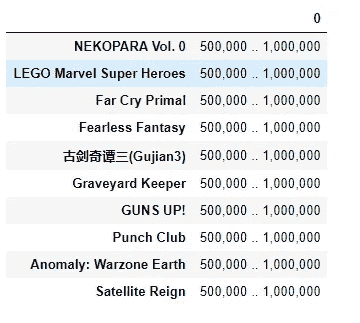 0
NEKOPARA Vol. 0 500,000 .. 1,000,000
LEGO Marvel Super Heroes 500,000 .. 1,000,000
Far Cry Primal 500,000 .. 1,000,000
Fearless Fantasy 500,000 .. 1,000,000
古剑奇谭三(Gujian3) 500,000 .. 1,000,000
Graveyard Keeper 500,000 .. 1,000,000
GUNS UP! 500,000 .. 1,000,000
Punch Club 500,000 .. 1,000,000
Anomaly: Warzone Earth 500,000 .. 1,000,000
Satellite Reign 500,000 .. 1,000,000